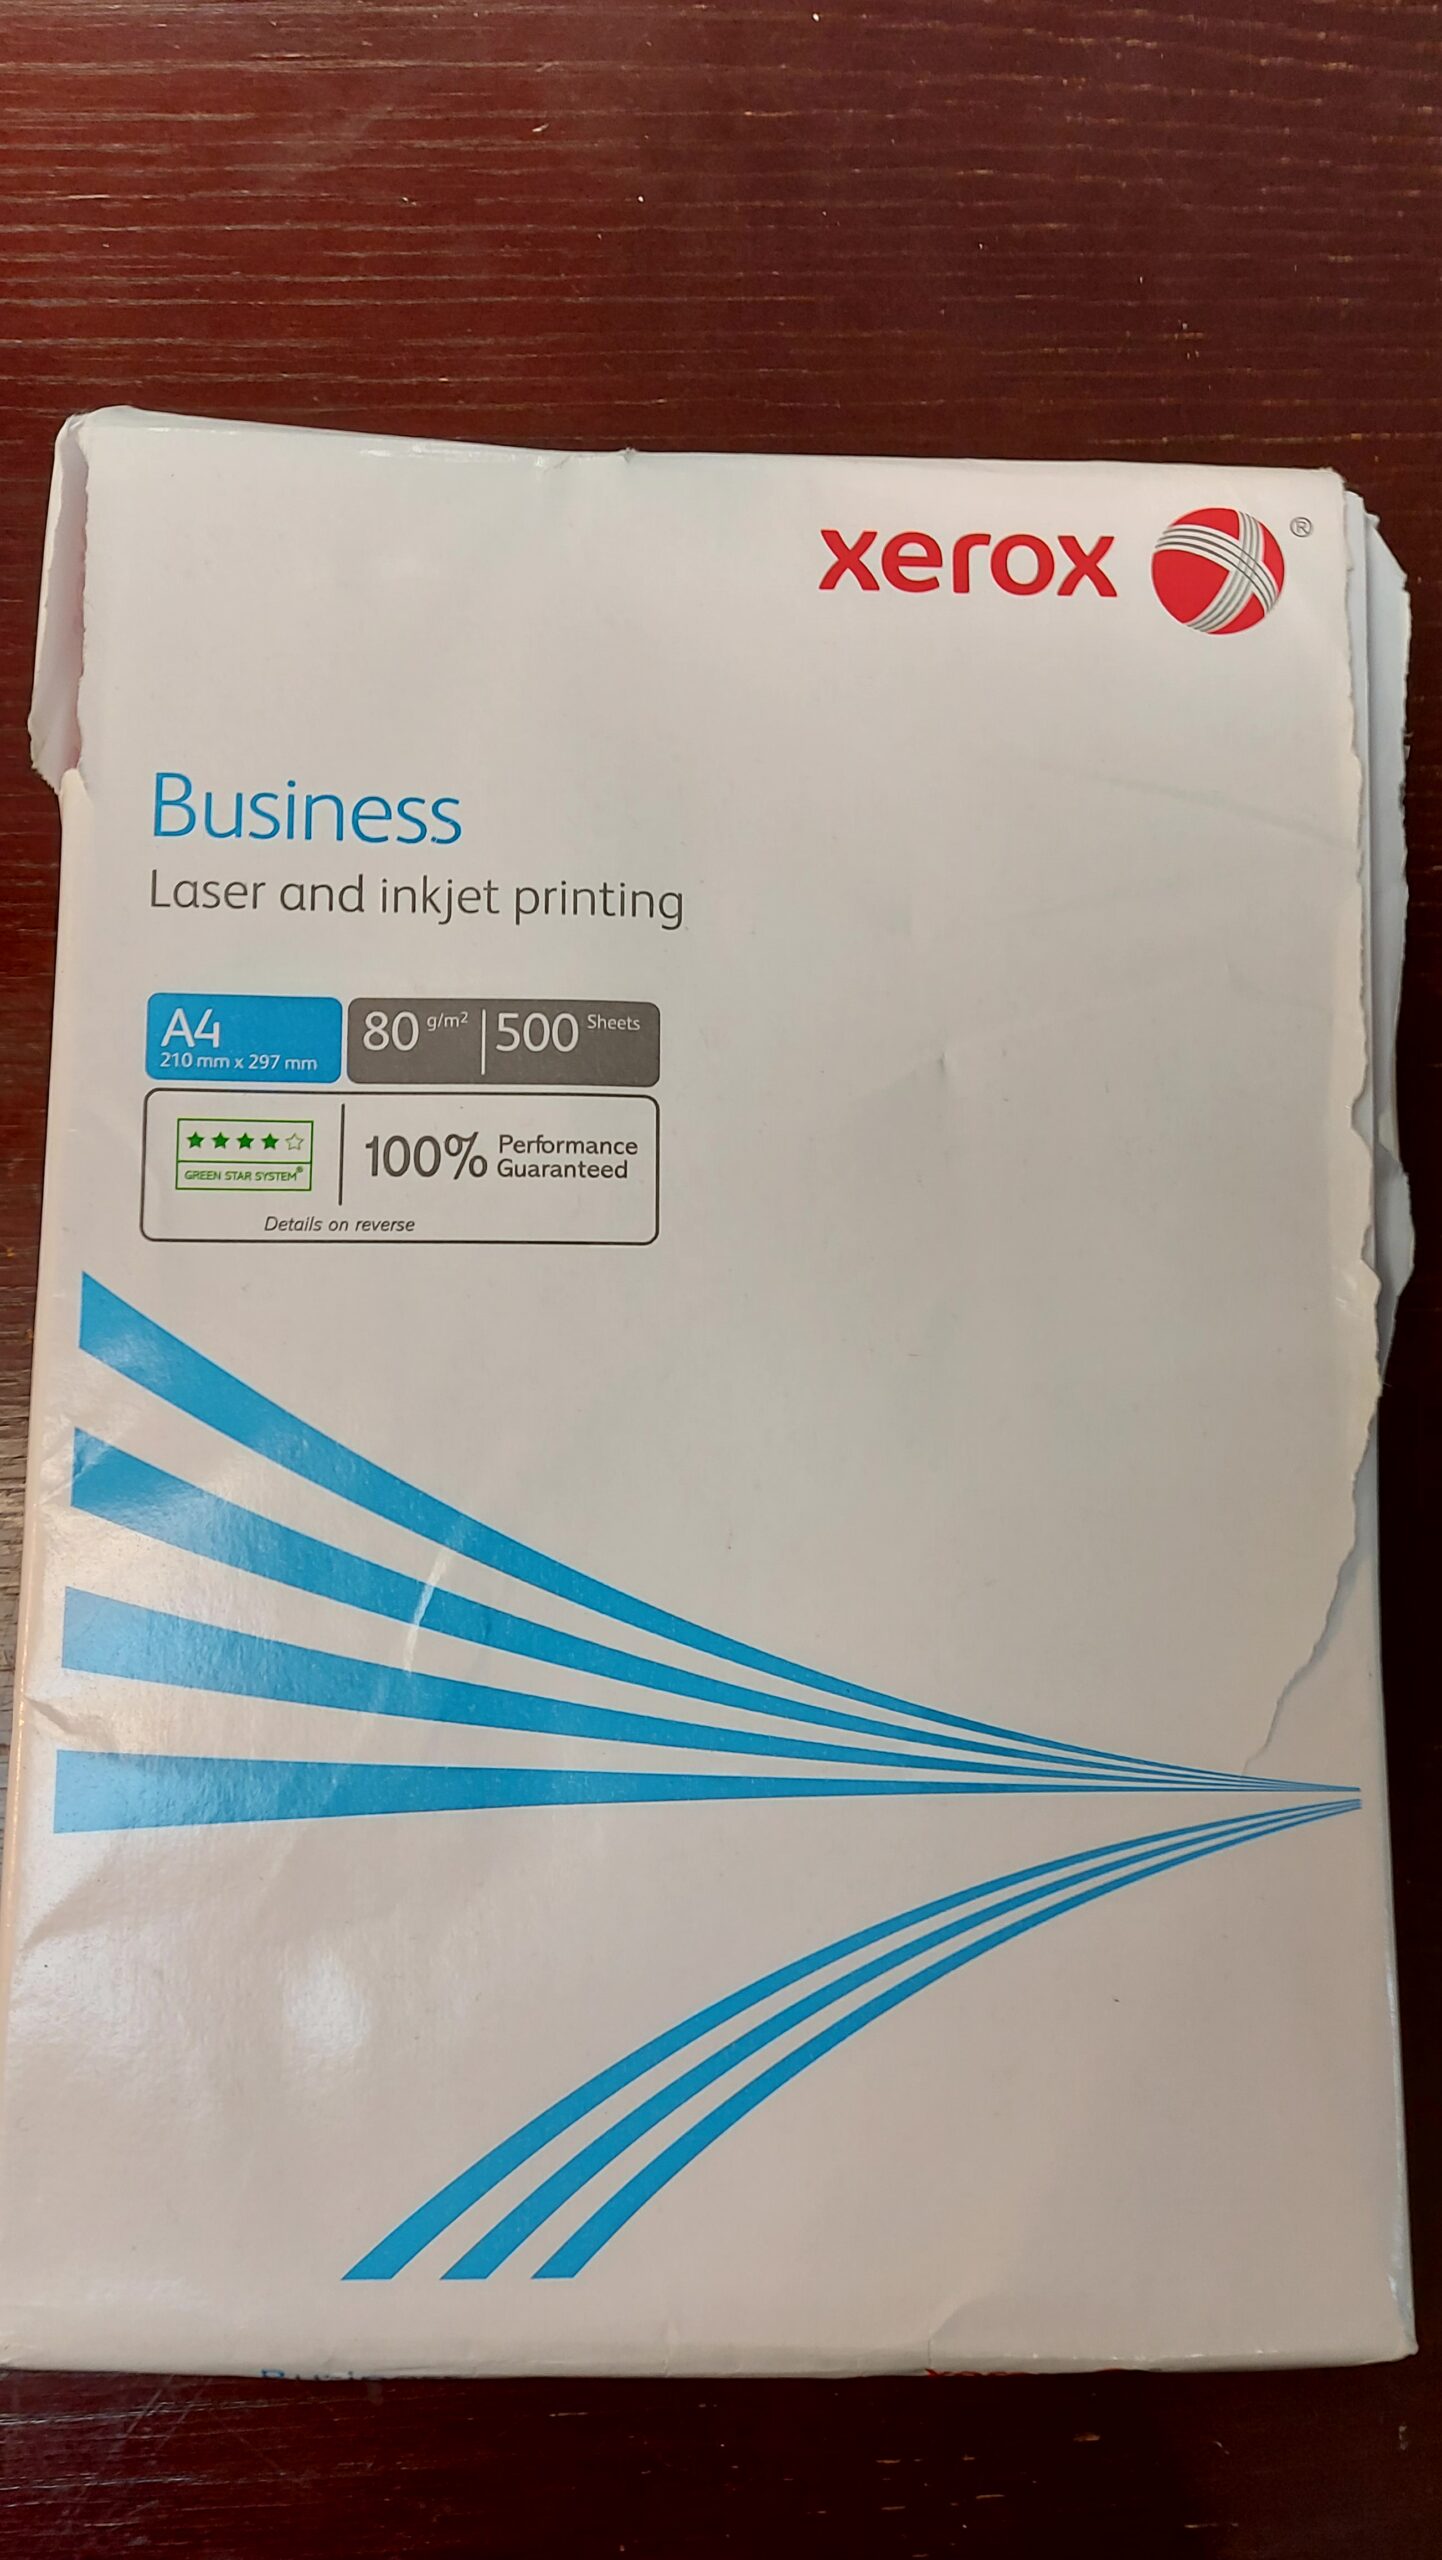 xerox ®
Business
Laser and inkjet printing
A4
210 mm x 297 mm
80 g/m²
500 Sheets
GREEN STAR SYSTEM®
100% Performance
Guaranteed
Details on reverse
Business